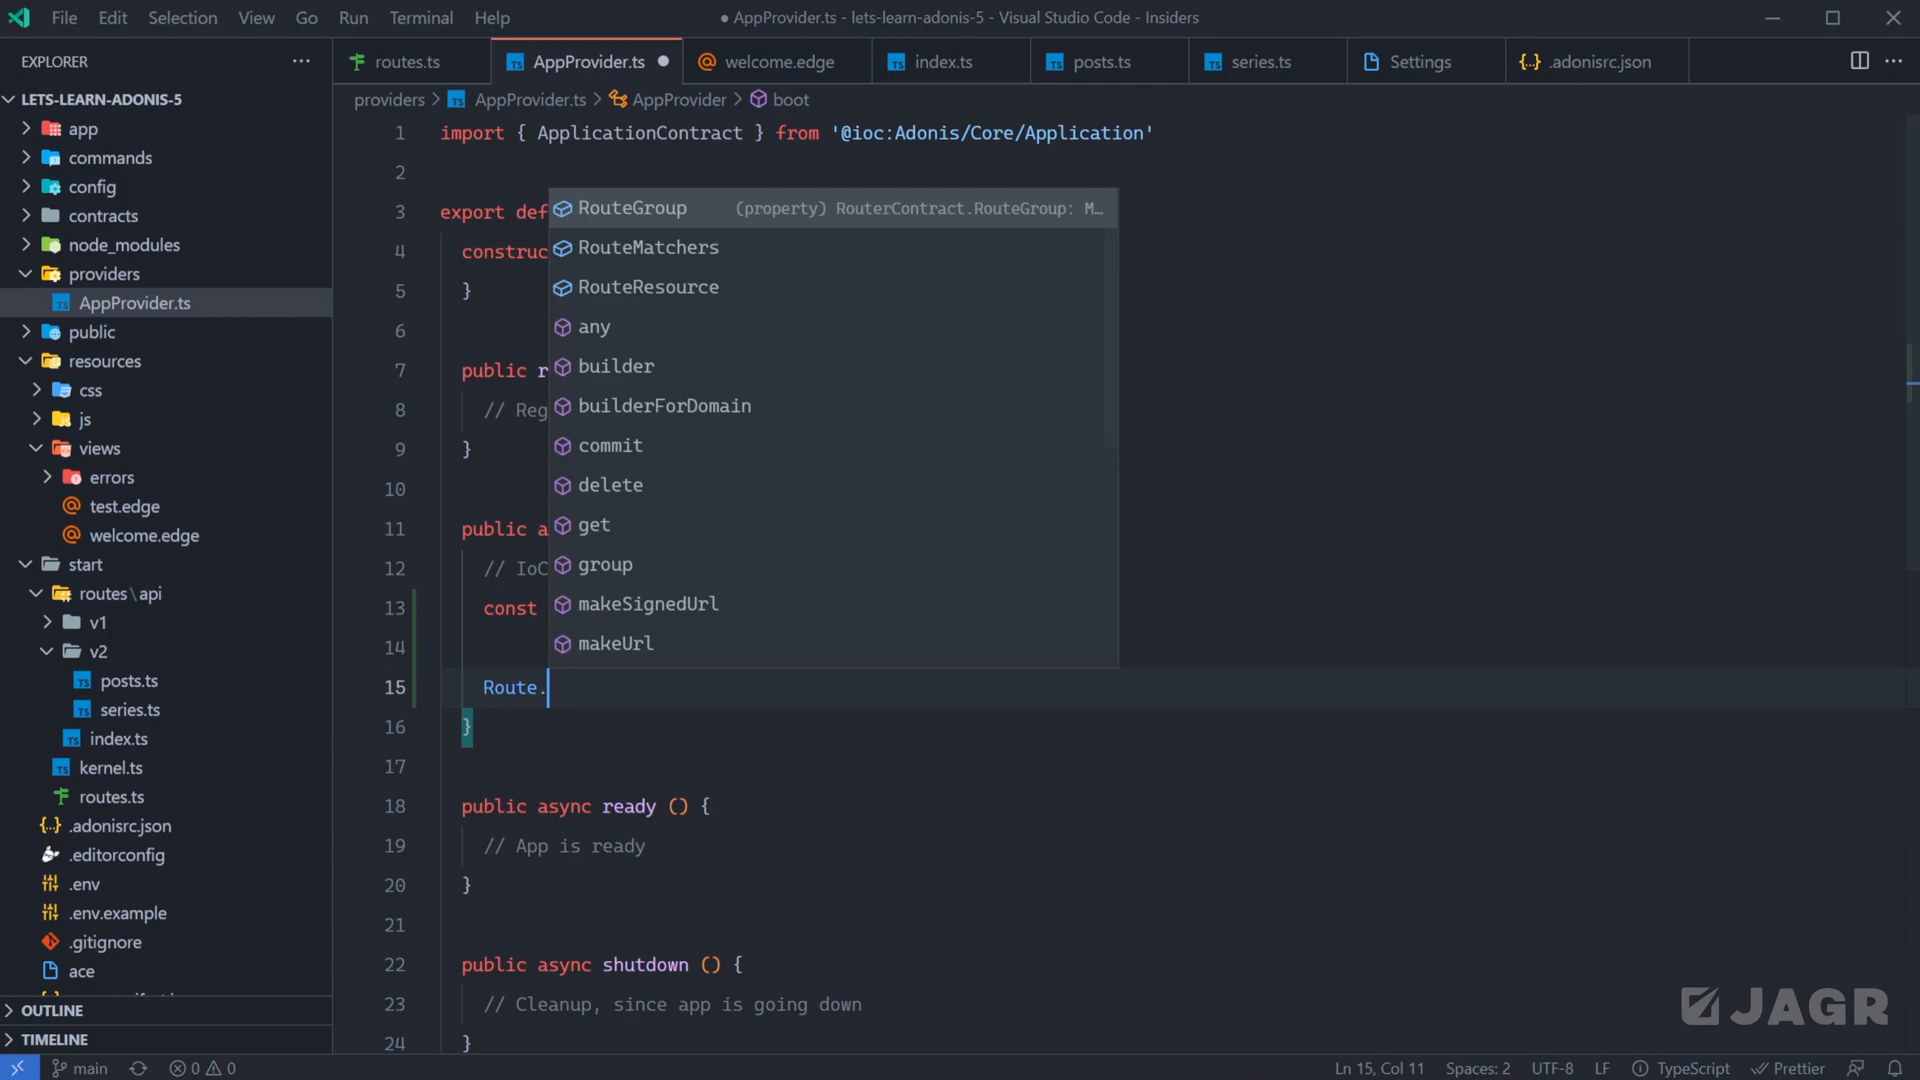 File Edit Selection View Go Run Terminal Help
● AppProvider.ts - lets-learn-adonis-5 - Visual Studio Code - Insiders
EXPLORER
LETS-LEARN-ADONIS-5
app
commands
config
contracts
node_modules
providers
AppProvider.ts
public
resources
css
js
views
errors
test.edge
welcome.edge
start
routes\api
v1
v2
posts.ts
series.ts
index.ts
kernel.ts
routes.ts
.adonisrc.json
.editorconfig
.env
.env.example
.gitignore
ace
OUTLINE
TIMELINE
routes.ts AppProvider.ts welcome.edge index.ts posts.ts series.ts Settings .adonisrc.json
providers > AppProvider.ts > AppProvider > boot
1 import { ApplicationContract } from '@ioc:Adonis/Core/Application'
2
3 export def
4 construc
5 }
6
7 public r
8 // Reg
9 }
10
11 public a
12 // IoC
13 const
14
15 Route.
16 }
17
18 public async ready () {
19 // App is ready
20 }
21
22 public async shutdown () {
23 // Cleanup, since app is going down
24 }
RouteGroup (property) RouterContract.RouteGroup: M…
RouteMatchers
RouteResource
any
builder
builderForDomain
commit
delete
get
group
makeSignedUrl
makeUrl
JAGR
main 0 0 Ln 15, Col 11 Spaces: 2 UTF-8 LF TypeScript Prettier